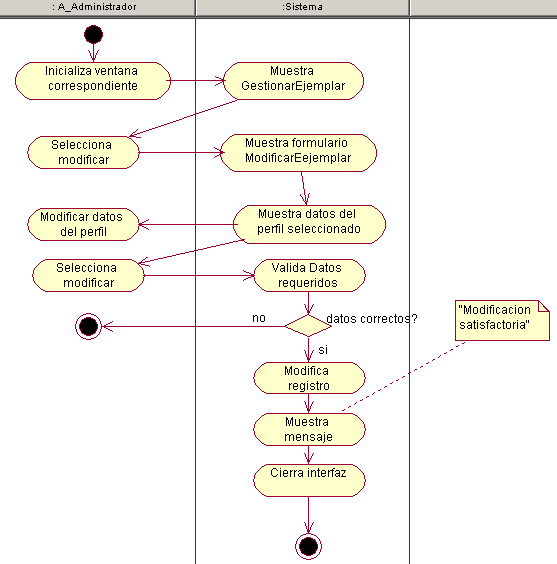 : A_Administrador
:Sistema
Inicializa ventana
correspondiente
Muestra
GestionarEjemplar
Selecciona
modificar
Muestra formulario
ModificarEejemplar
Modificar datos
del perfil
Muestra datos del
perfil seleccionado
Selecciona
modificar
Valida Datos
requeridos
no
datos correctos?
"Modificacion
satisfactoria"
si
Modifica
registro
Muestra
mensaje
Cierra interfaz